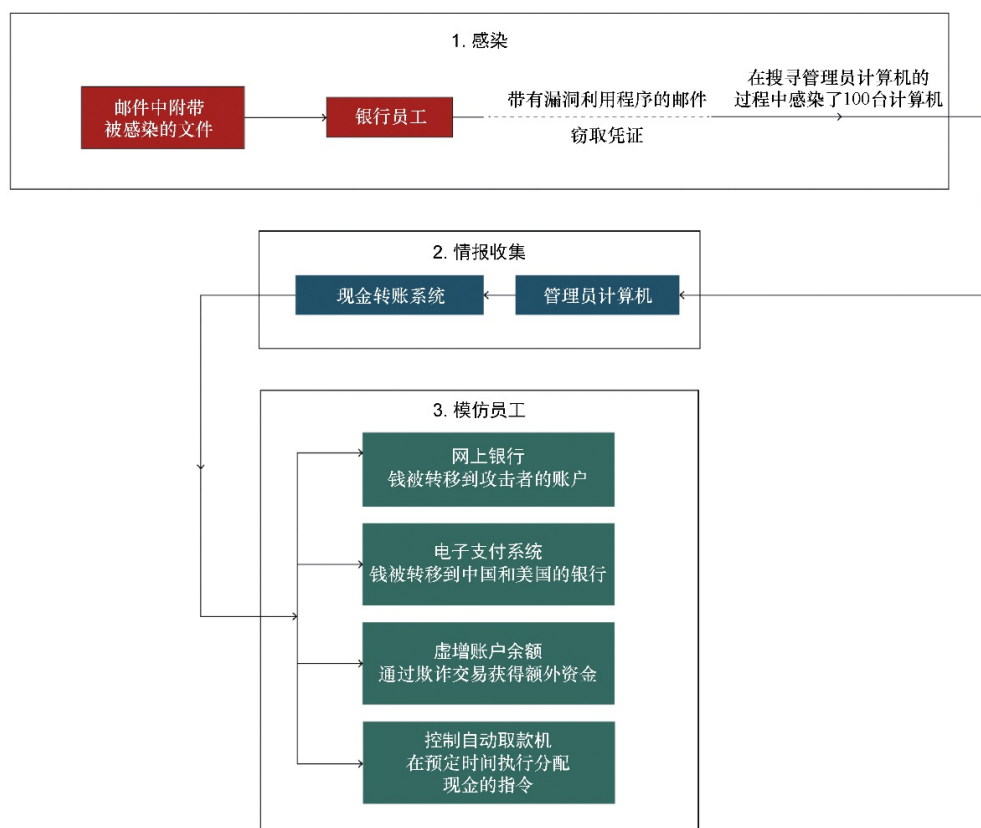 1. 感染
邮件中附带
被感染的文件
银行员工
带有漏洞利用程序的邮件
窃取凭证
在搜寻管理员计算机的
过程中感染了100台计算机
2. 情报收集
现金转账系统
管理员计算机
3. 模仿员工
网上银行
钱被转移到攻击者的账户
电子支付系统
钱被转移到中国和美国的银行
虚增账户余额
通过欺诈交易获得额外资金
控制自动取款机
在预定时间执行分配
现金的指令